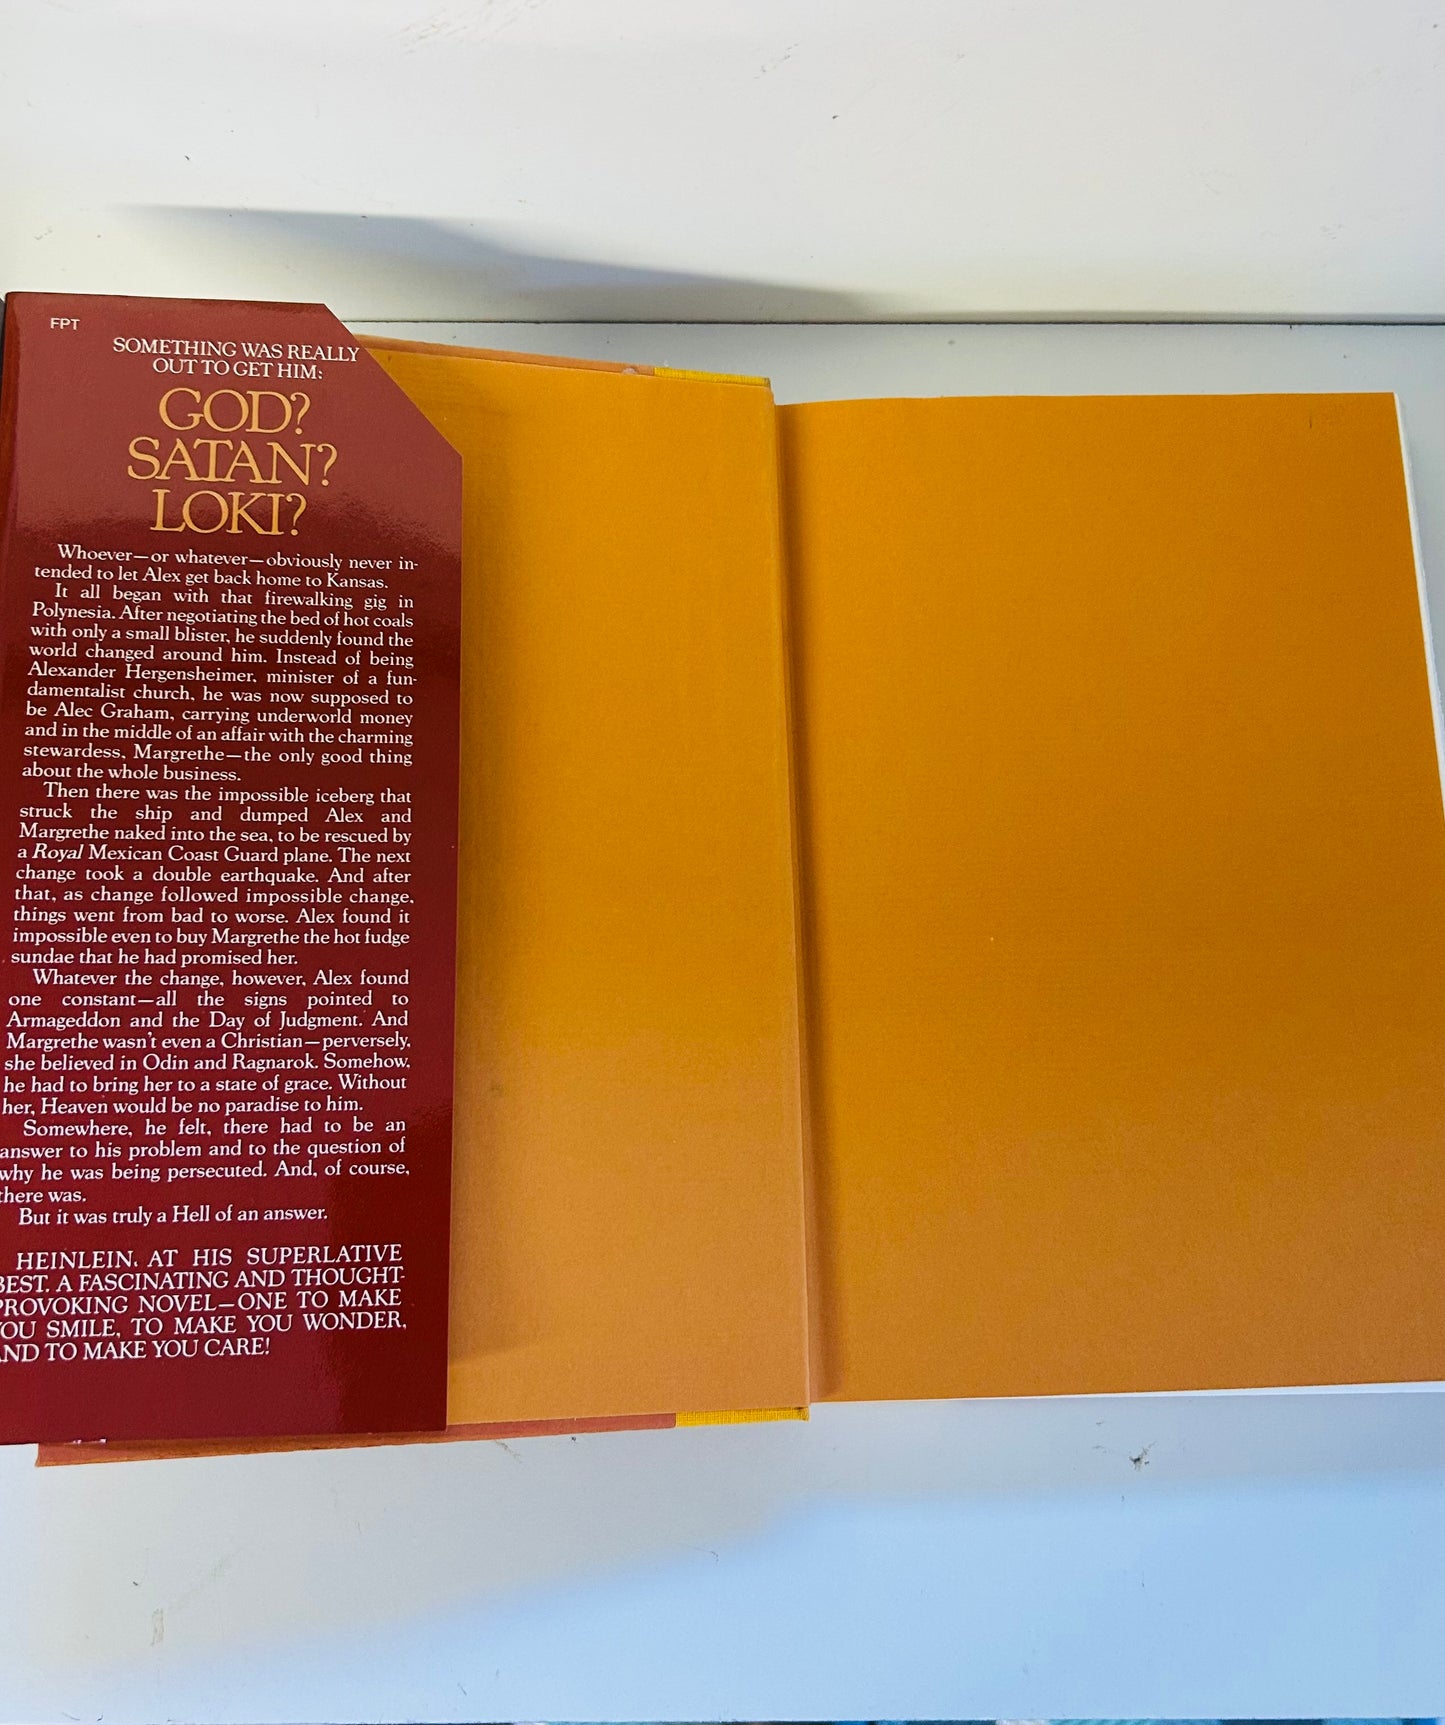 FPT
SOMETHING WAS REALLY
OUT TO GET HIM:
GOD?
SATAN?
LOKI?
Whoever—or whatever—obviously never in-
tended to let Alex get back home to Kansas.
It all began with that firewalking gig in
Polynesia. After negotiating the bed of hot coals
with only a small blister, he suddenly found the
world changed around him. Instead of being
Alexander Hergensheimer, minister of a fun-
damentalist church, he was now supposed to
be Alec Graham, carrying underworld money
and in the middle of an affair with the charming
stewardess, Margrethe—the only good thing
about the whole business.
Then there was the impossible iceberg that
struck the ship and dumped Alex and
Margrethe naked into the sea, to be rescued by
a Royal Mexican Coast Guard plane. The next
change took a double earthquake. And after
that, as change followed impossible change,
things went from bad to worse. Alex found it
impossible even to buy Margrethe the hot fudge
sundae that he had promised her.
Whatever the change, however, Alex found
one constant—all the signs pointed to
Armageddon and the Day of Judgment. And
Margrethe wasn't even a Christian—perversely,
she believed in Odin and Ragnarok. Somehow,
he had to bring her to a state of grace. Without
her, Heaven would be no paradise to him.
Somewhere, he felt, there had to be an
answer to his problem and to the question of
why he was being persecuted. And, of course,
there was.
But it was truly a Hell of an answer.
HEINLEIN, AT HIS SUPERLATIVE
BEST. A FASCINATING AND THOUGHT-
PROVOKING NOVEL—ONE TO MAKE
YOU SMILE, TO MAKE YOU WONDER,
AND TO MAKE YOU CARE!